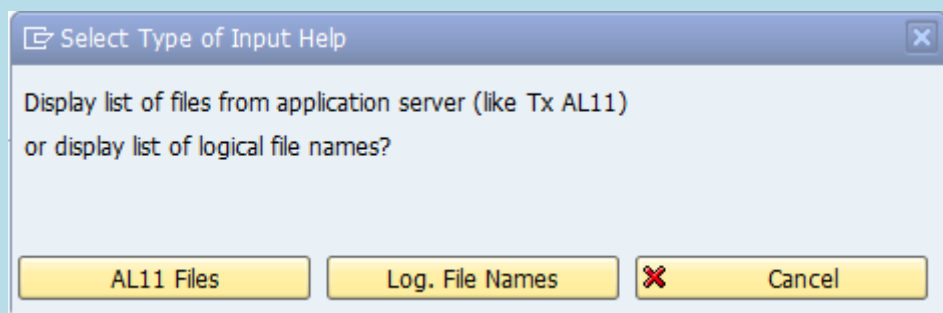 Select Type of Input Help
Display list of files from application server (like Tx AL11)
or display list of logical file names?
AL11 Files
Log. File Names
Cancel